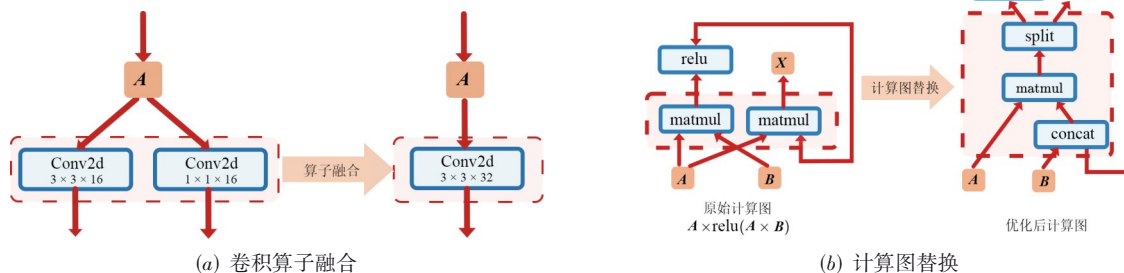 A
Conv2d
3 × 3 × 16
Conv2d
1 × 1 × 16
算子融合
A
Conv2d
3 × 3 × 32
(a) 卷积算子融合
relu
X
matmul
matmul
A
B
原始计算图
A×relu(A × B)
计算图替换
split
matmul
concat
A
B
优化后计算图
(b) 计算图替换